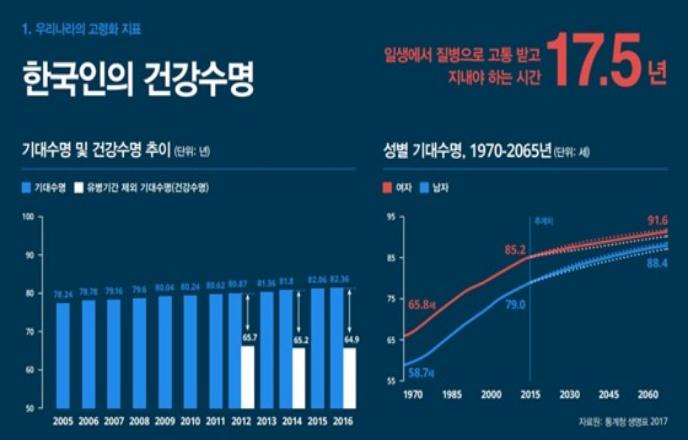 1. 우리나라의 고령화 지표
한국인의 건강수명
일생에서 질병으로 고통 받고
지내야 하는 시간
17.5 년
기대수명 및 건강수명 추이 (단위: 년)
기대수명 유병기간 제외 기대수명(건강수명)
100
90
80
70
60
50
78.24 78.78 79.16 79.6 80.04 80.24 80.62 80.87 81.36 81.8 82.06 82.36
65.7 65.2 64.9
2005 2006 2007 2008 2009 2010 2011 2012 2013 2014 2015 2016
성별 기대수명, 1970-2065년 (단위: 세)
여자 남자
95
85
75
65
55
추계치
91.6
85.2
88.4
79.0
65.8세
58.7세
1970 1985 2000 2015 2030 2045 2060
자료원: 통계청 생명표 2017